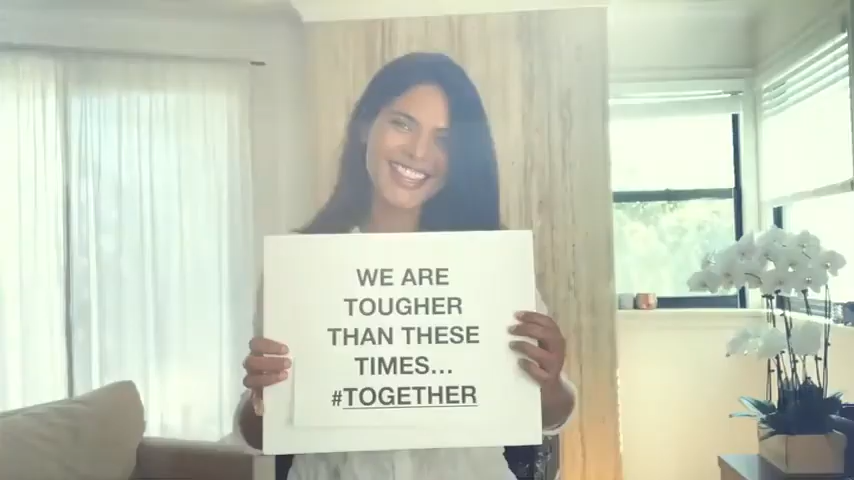 WE ARE
TOUGHER
THAN THESE
TIMES...
#TOGETHER